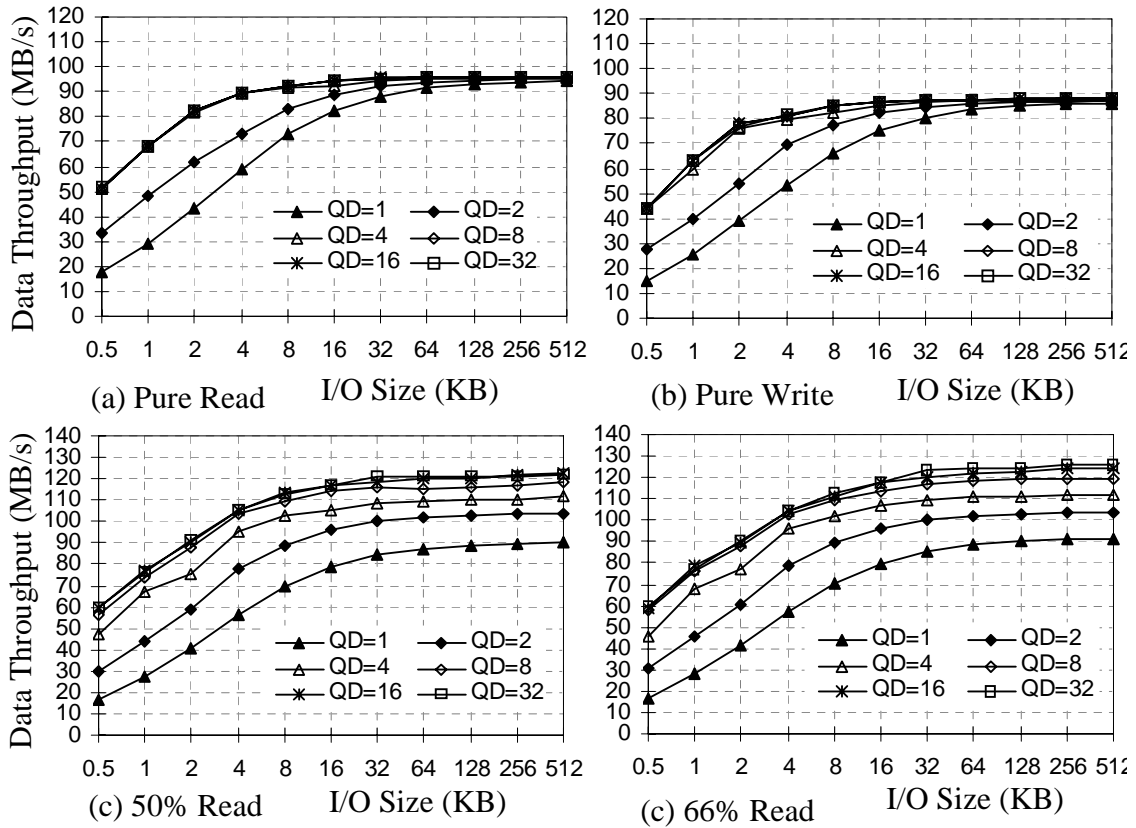 Data Throughput (MB/s)
120
110
100
90
80
70
60
50
40
30
20
10
0
QD=1 QD=2
QD=4 QD=8
QD=16 QD=32
0.5 1 2 4 8 16 32 64 128 256 512
(a) Pure Read I/O Size (KB)
120
110
100
90
80
70
60
50
40
30
20
10
0
QD=1 QD=2
QD=4 QD=8
QD=16 QD=32
0.5 1 2 4 8 16 32 64 128 256 512
(b) Pure Write I/O Size (KB)
Data Throughput (MB/s)
140
130
120
110
100
90
80
70
60
50
40
30
20
10
0
QD=1 QD=2
QD=4 QD=8
QD=16 QD=32
0.5 1 2 4 8 16 32 64 128 256 512
(c) 50% Read I/O Size (KB)
140
130
120
110
100
90
80
70
60
50
40
30
20
10
0
QD=1 QD=2
QD=4 QD=8
QD=16 QD=32
0.5 1 2 4 8 16 32 64 128 256 512
(c) 66% Read I/O Size (KB)